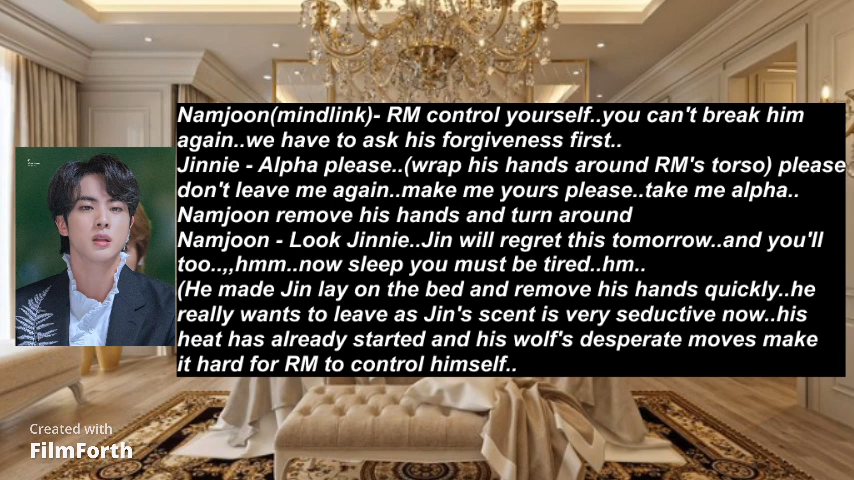 Namjoon(mindlink)- RM control yourself..you can't break him
again..we have to ask his forgiveness first..
Jinnie - Alpha please..(wrap his hands around RM's torso) please
don't leave me again..make me yours please..take me alpha..
Namjoon remove his hands and turn around
Namjoon - Look Jinnie..Jin will regret this tomorrow..and you'll
too..,,hmm..now sleep you must be tired..hm..
(He made Jin lay on the bed and remove his hands quickly..he
really wants to leave as Jin's scent is very seductive now..his
heat has already started and his wolf's desperate moves make
it hard for RM to control himself..
Created with
FilmForth